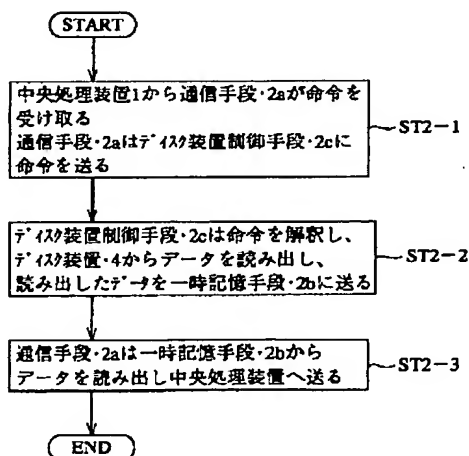 START
中央処理装置1から通信手段・2aが命令を
受け取る
通信手段・2aはディスク装置制御手段・2cに
命令を送る
ST2-1
ディスク装置制御手段・2cは命令を解釈し、
ディスク装置・4からデータを読み出し、
読み出したデータを一時記憶手段・2bに送る
ST2-2
通信手段・2aは一時記憶手段・2bから
データを読み出し中央処理装置へ送る
ST2-3
END